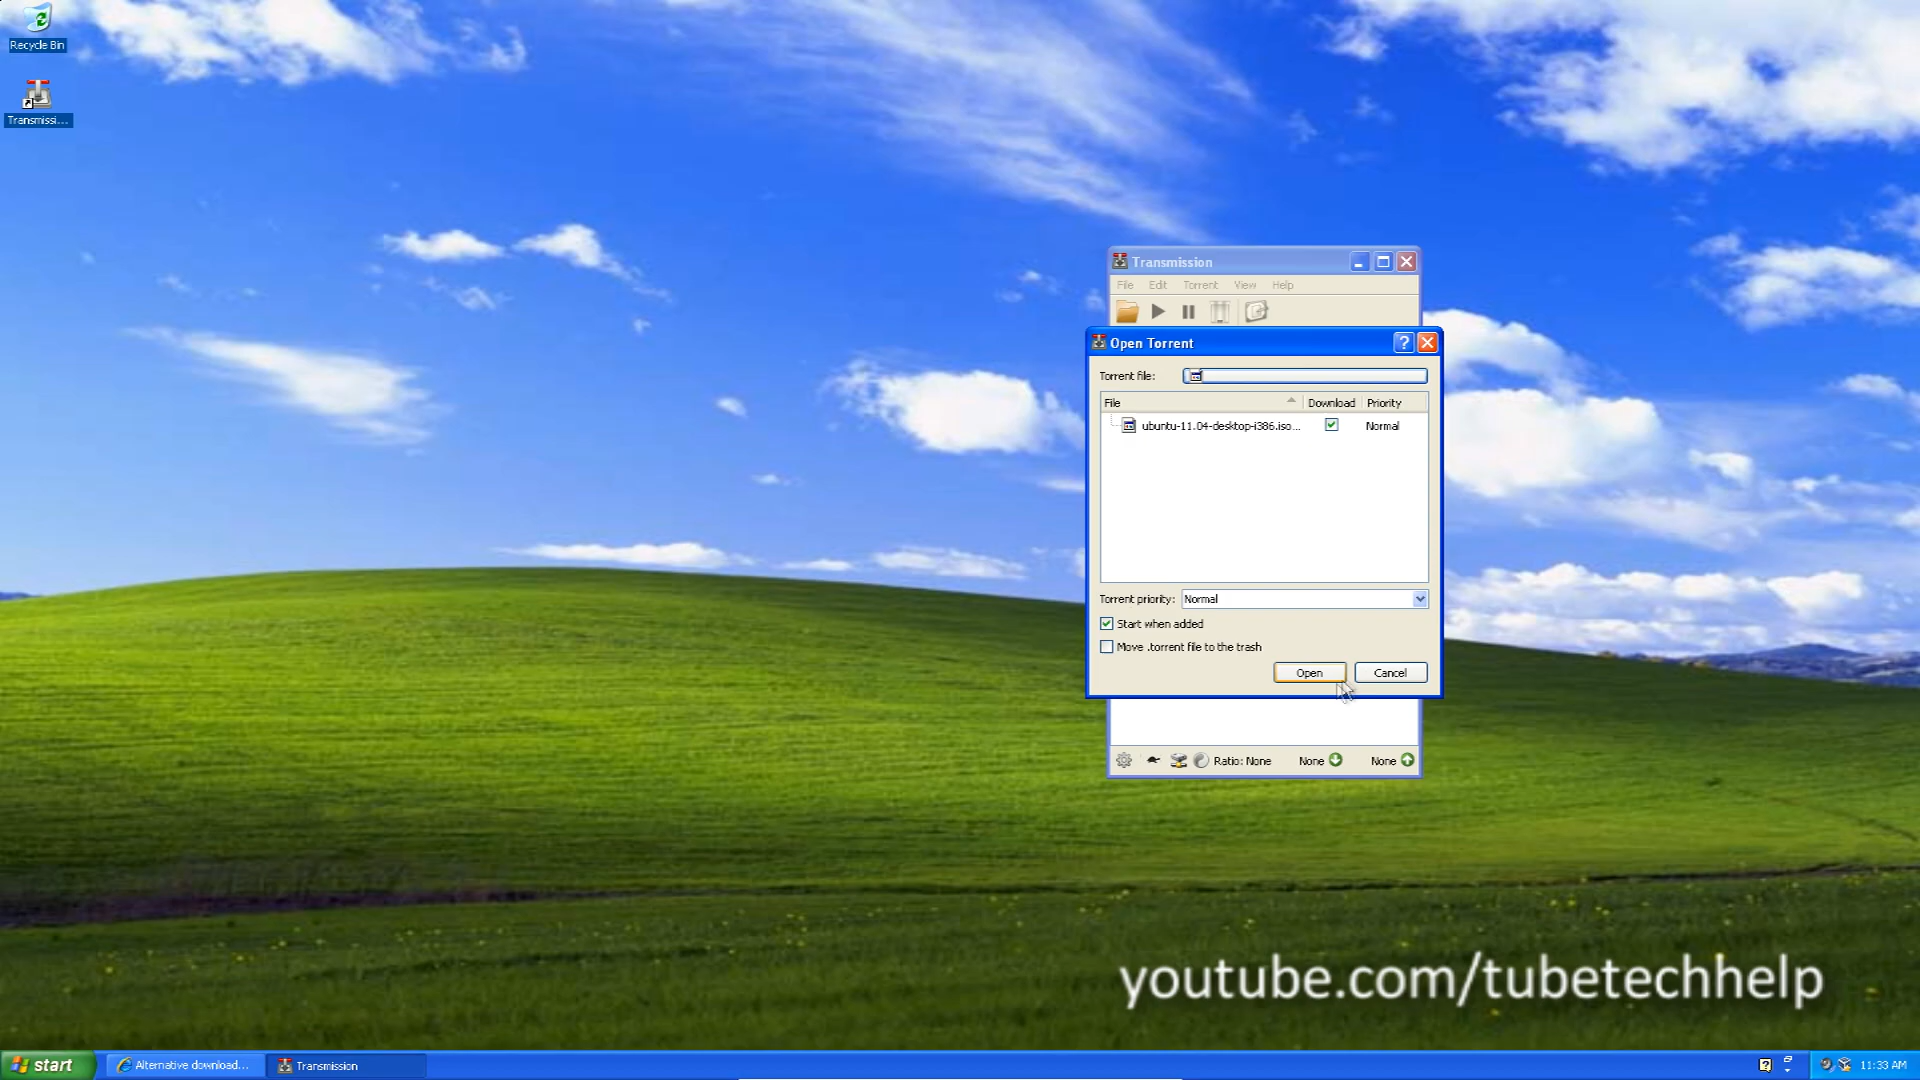 Recycle Bin
Transmissi...
Transmission
File Edit Torrent View Help
Open Torrent
Torrent file:
File Download Priority
ubuntu-11.04-desktop-i386.iso... Normal
Torrent priority: Normal
Start when added
Move .torrent file to the trash
Open Cancel
Ratio: None None None
youtube.com/tubetechhelp
start Alternative download... Transmission 11:33 AM